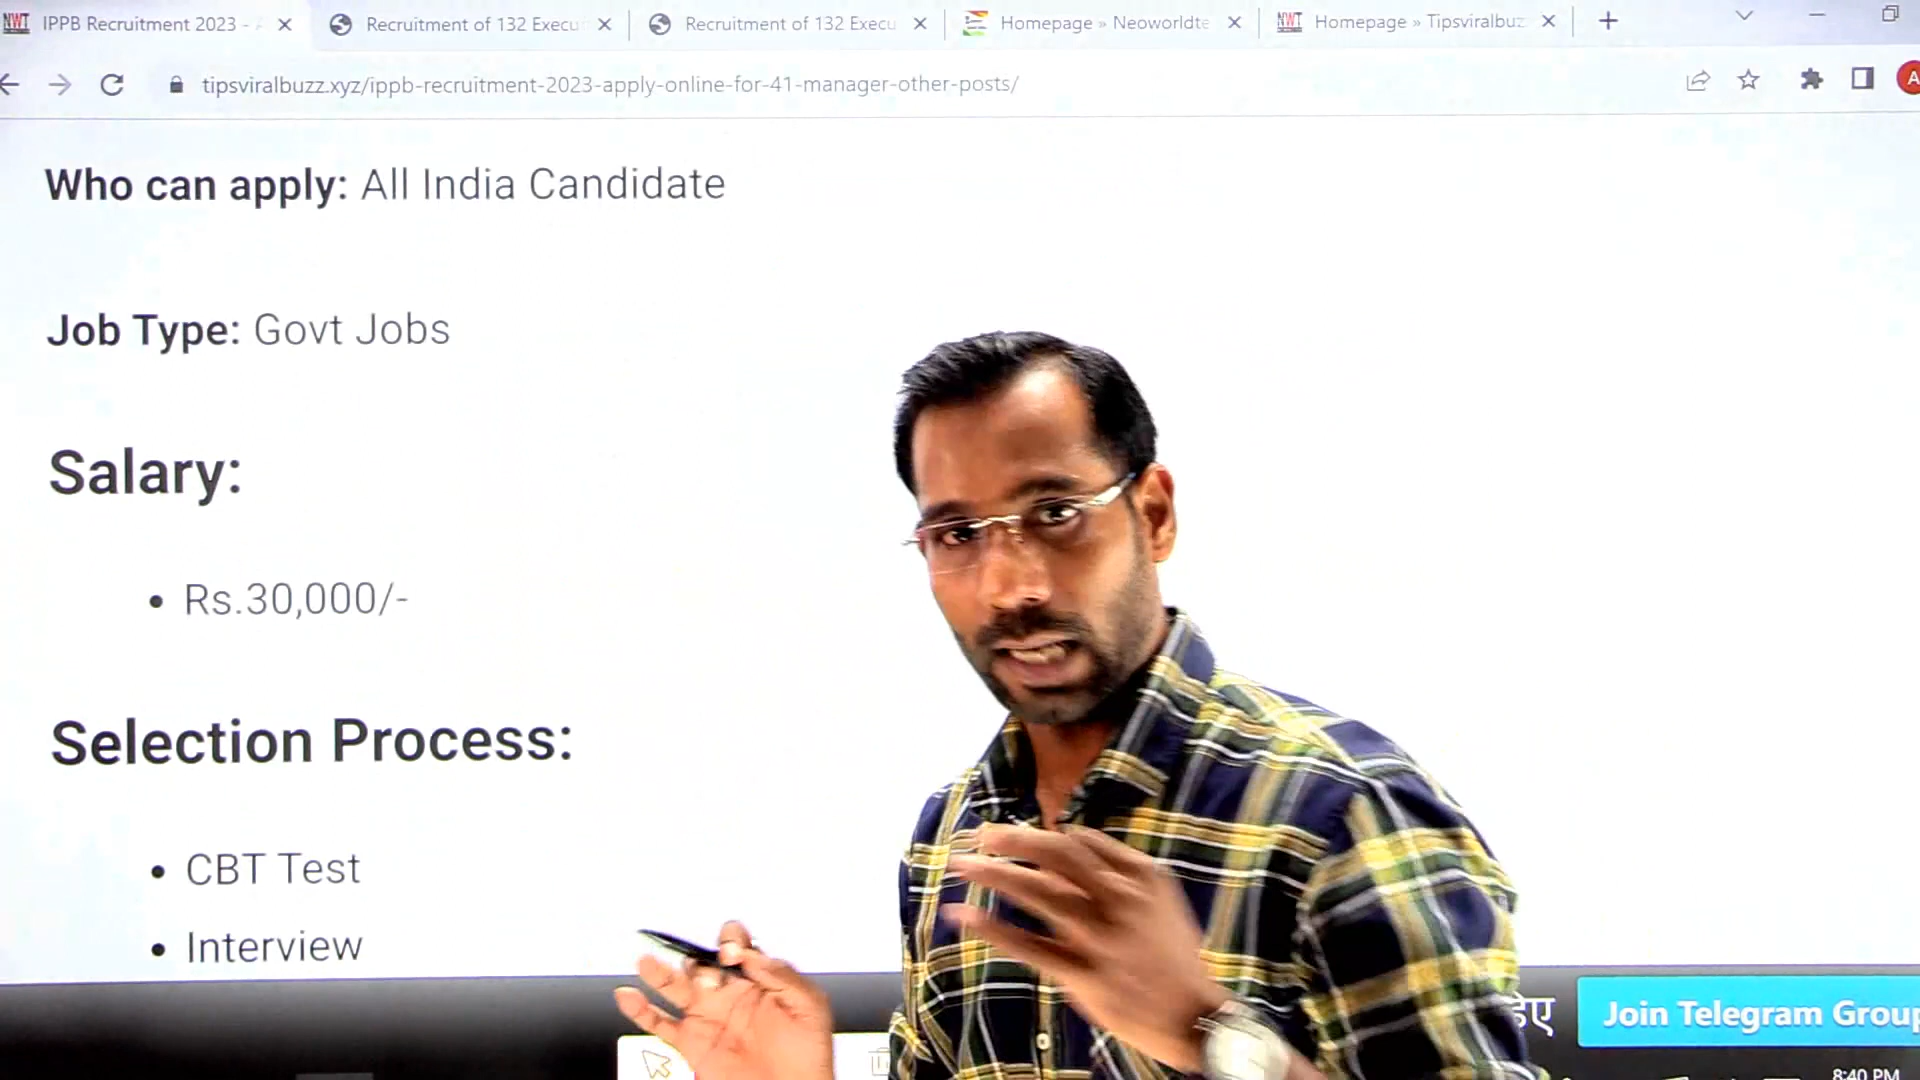 IPPB Recruitment 2023 -
Recruitment of 132 Execu
Recruitment of 132 Execu
Homepage » Neoworldte
Homepage » Tipsviralbuz
tipsviralbuzz.xyz/ippb-recruitment-2023-apply-online-for-41-manager-other-posts/
A
Who can apply: All India Candidate
Job Type: Govt Jobs
Salary:
• Rs.30,000/-
Selection Process:
• CBT Test
• Interview
Join Telegram Group
8:40 PM